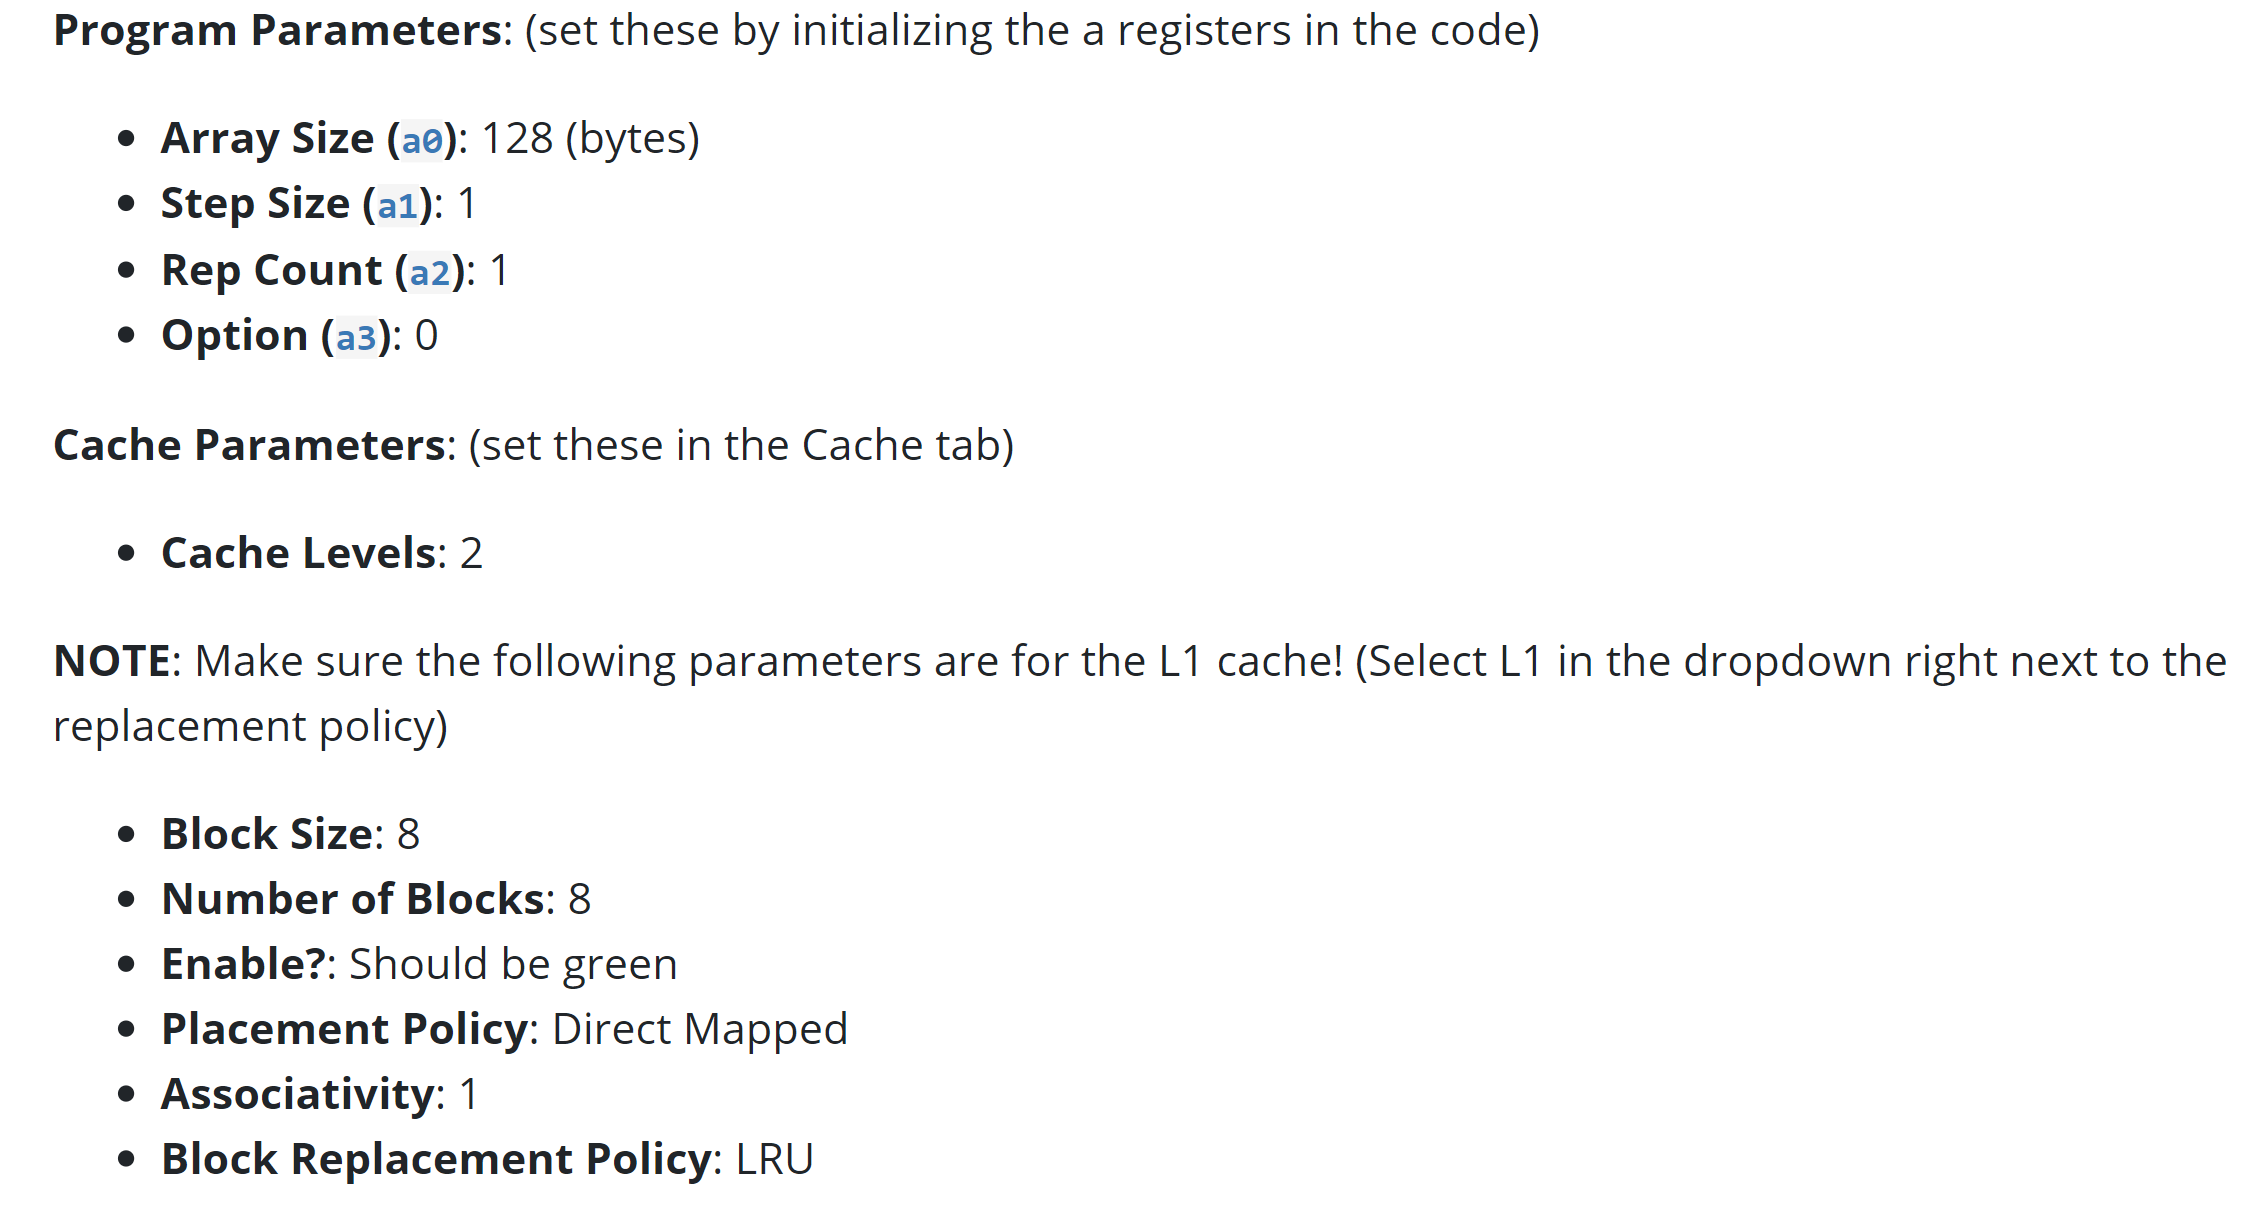 Program Parameters: (set these by initializing the a registers in the code)
Array Size (a0): 128 (bytes)
Step Size (a1): 1
Rep Count (a2): 1
Option (a3): 0
Cache Parameters: (set these in the Cache tab)
Cache Levels: 2
NOTE: Make sure the following parameters are for the L1 cache! (Select L1 in the dropdown right next to the
replacement policy)
Block Size: 8
Number of Blocks: 8
Enable?: Should be green
Placement Policy: Direct Mapped
Associativity: 1
Block Replacement Policy: LRU